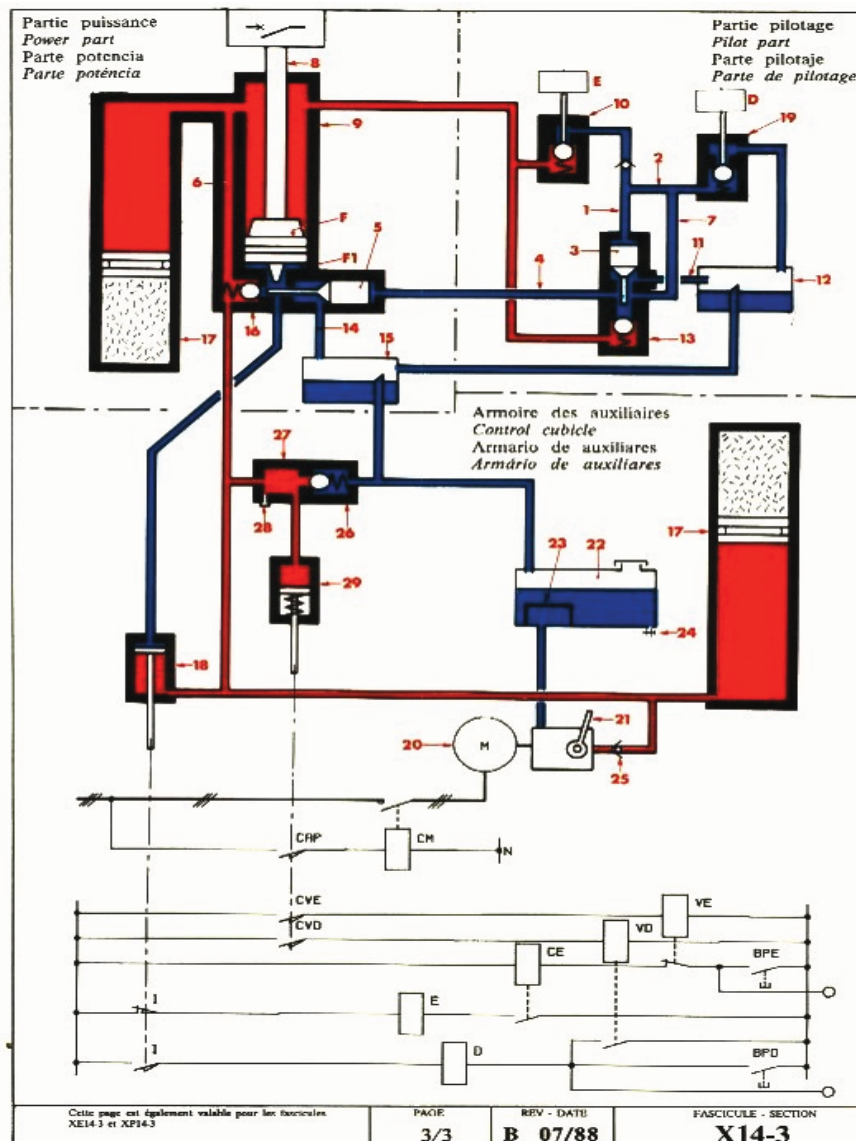 Partie puissance
Power part
Parte potencia
Parte poténcia
Partie pilotage
Pilot part
Parte pilotaje
Parte de pilotage
8
E
D
10
19
9
2
6
1
7
F
5
3
11
F1
4
12
16
14
13
17
15
Armoire des auxiliaires
Control cubicle
Armario de auxiliares
Armário de auxiliares
27
28
26
23
22
17
29
24
18
21
20
M
25
CAP
CM
N
CVE
VE
CVD
VD
CE
BPE
I
E
I
D
BPD
Cette page est également valable pour les fascicules
XE14-3 et XP14-3
PAGE
3/3
REV - DATE
B 07/88
FASCICULE - SECTION
X14-3